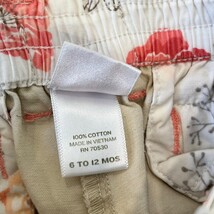 100% COTTON
MADE IN VIETNAM
RN 70530
6 TO 12 MOS